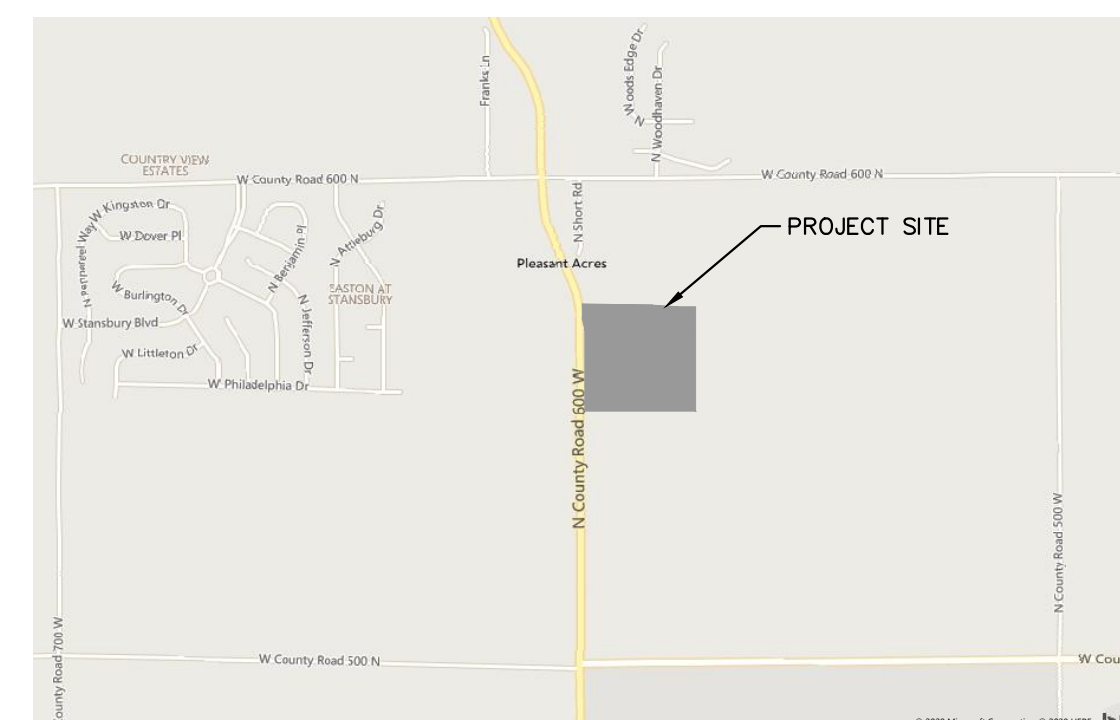 Franks Ln
N Woods Edge Dr
N Woodhaven Dr
COUNTRY VIEW
ESTATES
W County Road 600 N
W County Road 600 N
W Kingston Dr
N Short Rd
N Attleburg Dr
PROJECT SITE
W Dover Pl
N Benjamin
Pleasant Acres
W Burlington Dr
EASTON AT
STANSBURY
W Stansbury Blvd
N Jefferson Dr
W Littleton Dr
W Philadelphia Dr
N County Road 600 W
N County Road 500 W
County Road 700 W
W County Road 500 N
W Cou